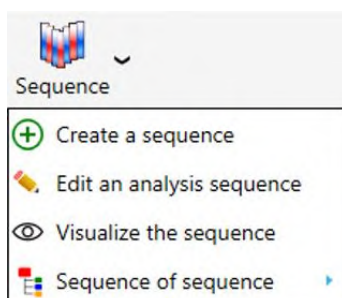 Sequence
Create a sequence
Edit an analysis sequence
Visualize the sequence
Sequence of sequence